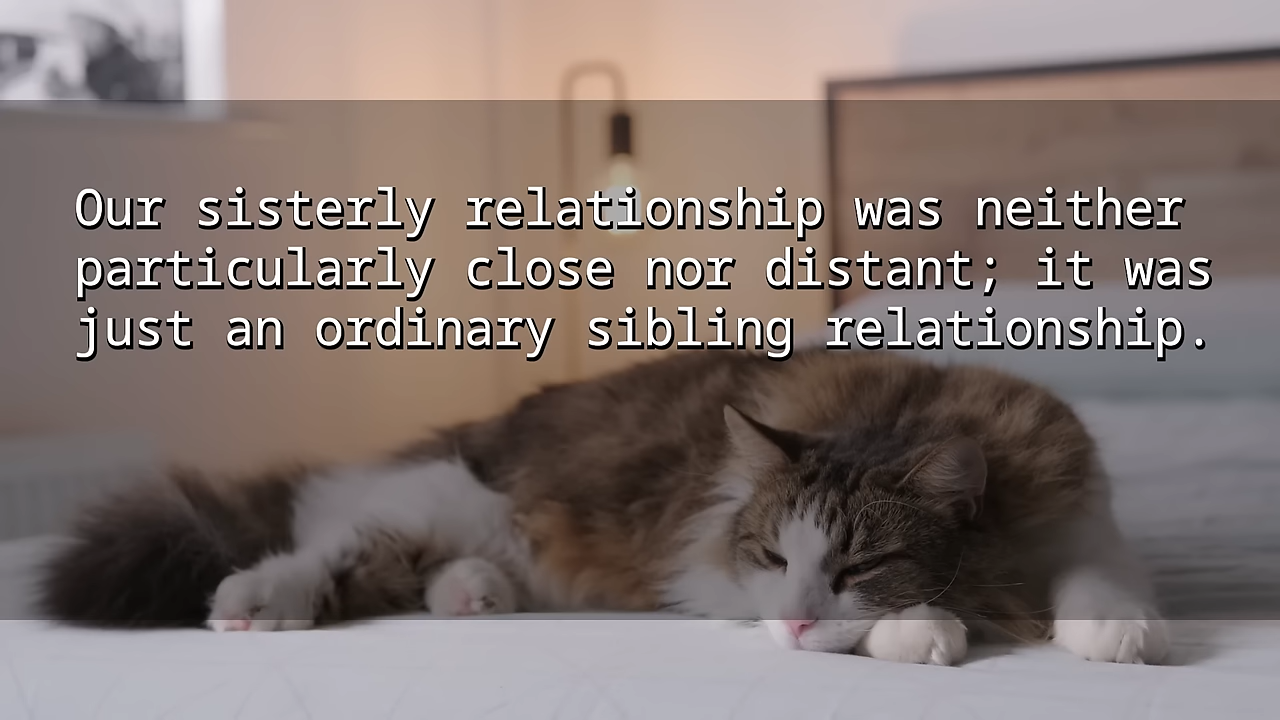 Our sisterly relationship was neither
particularly close nor distant; it was
just an ordinary sibling relationship.